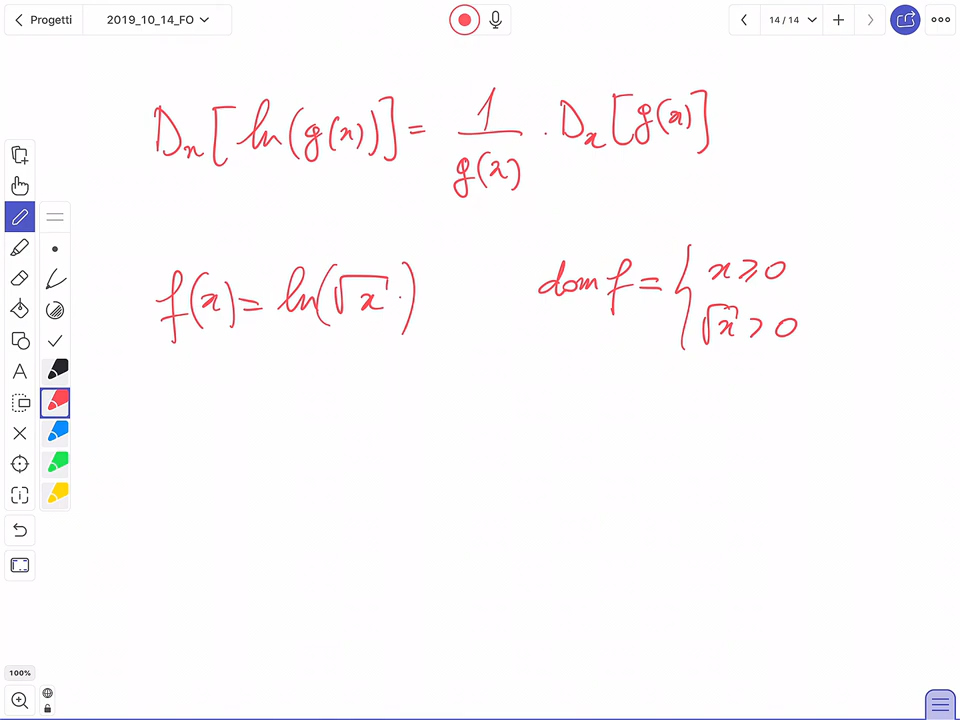 Progetti 2019_10_14_FO 14/14
Dₓ[ln(g(x))] = 1/g(x) · Dₓ[g(x)]
f(x) = ln(√x) dom f = { x ⩾ 0
√x > 0
100%